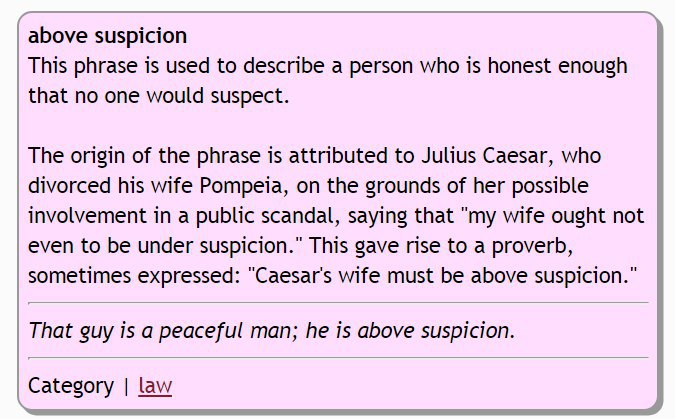 above suspicion
This phrase is used to describe a person who is honest enough
that no one would suspect.
The origin of the phrase is attributed to Julius Caesar, who
divorced his wife Pompeia, on the grounds of her possible
involvement in a public scandal, saying that "my wife ought not
even to be under suspicion." This gave rise to a proverb,
sometimes expressed: "Caesar's wife must be above suspicion."
That guy is a peaceful man; he is above suspicion.
Category | law